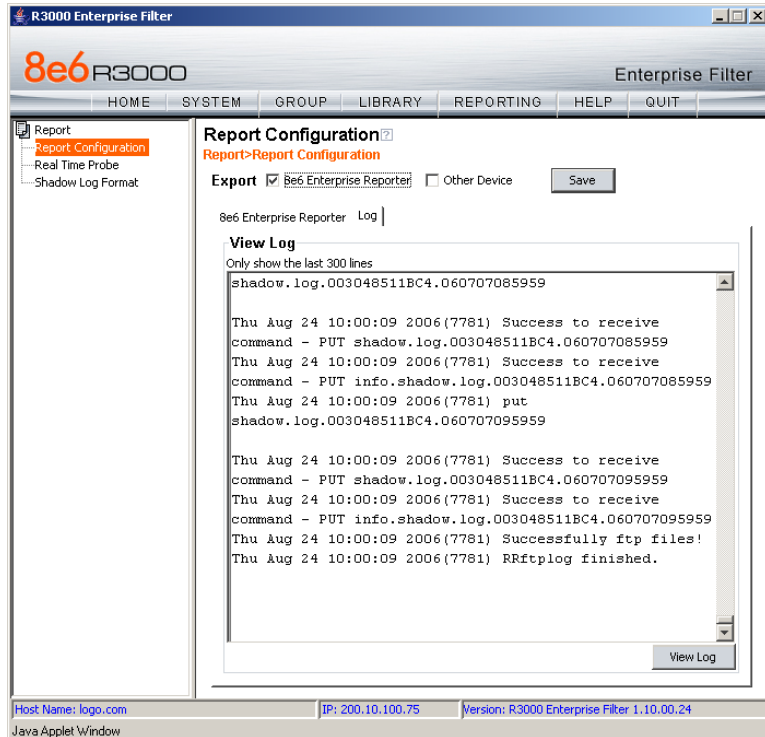 R3000 Enterprise Filter
8e6 R3000
Enterprise Filter
HOME SYSTEM GROUP LIBRARY REPORTING HELP QUIT
Report
Report Configuration
Real Time Probe
Shadow Log Format
Report Configuration
Report>Report Configuration
Export 8e6 Enterprise Reporter Other Device Save
8e6 Enterprise Reporter Log
View Log
Only show the last 300 lines
shadow.log.003048511BC4.060707085959
Thu Aug 24 10:00:09 2006(7781) Success to receive
command - PUT shadow.log.003048511BC4.060707085959
Thu Aug 24 10:00:09 2006(7781) Success to receive
command - PUT info.shadow.log.003048511BC4.060707085959
Thu Aug 24 10:00:09 2006(7781) put
shadow.log.003048511BC4.060707095959
Thu Aug 24 10:00:09 2006(7781) Success to receive
command - PUT shadow.log.003048511BC4.060707095959
Thu Aug 24 10:00:09 2006(7781) Success to receive
command - PUT info.shadow.log.003048511BC4.060707095959
Thu Aug 24 10:00:09 2006(7781) Successfully ftp files!
Thu Aug 24 10:00:09 2006(7781) RRftplog finished.
View Log
Host Name: logo.com IP: 200.10.100.75 Version: R3000 Enterprise Filter 1.10.00.24
Java Applet Window